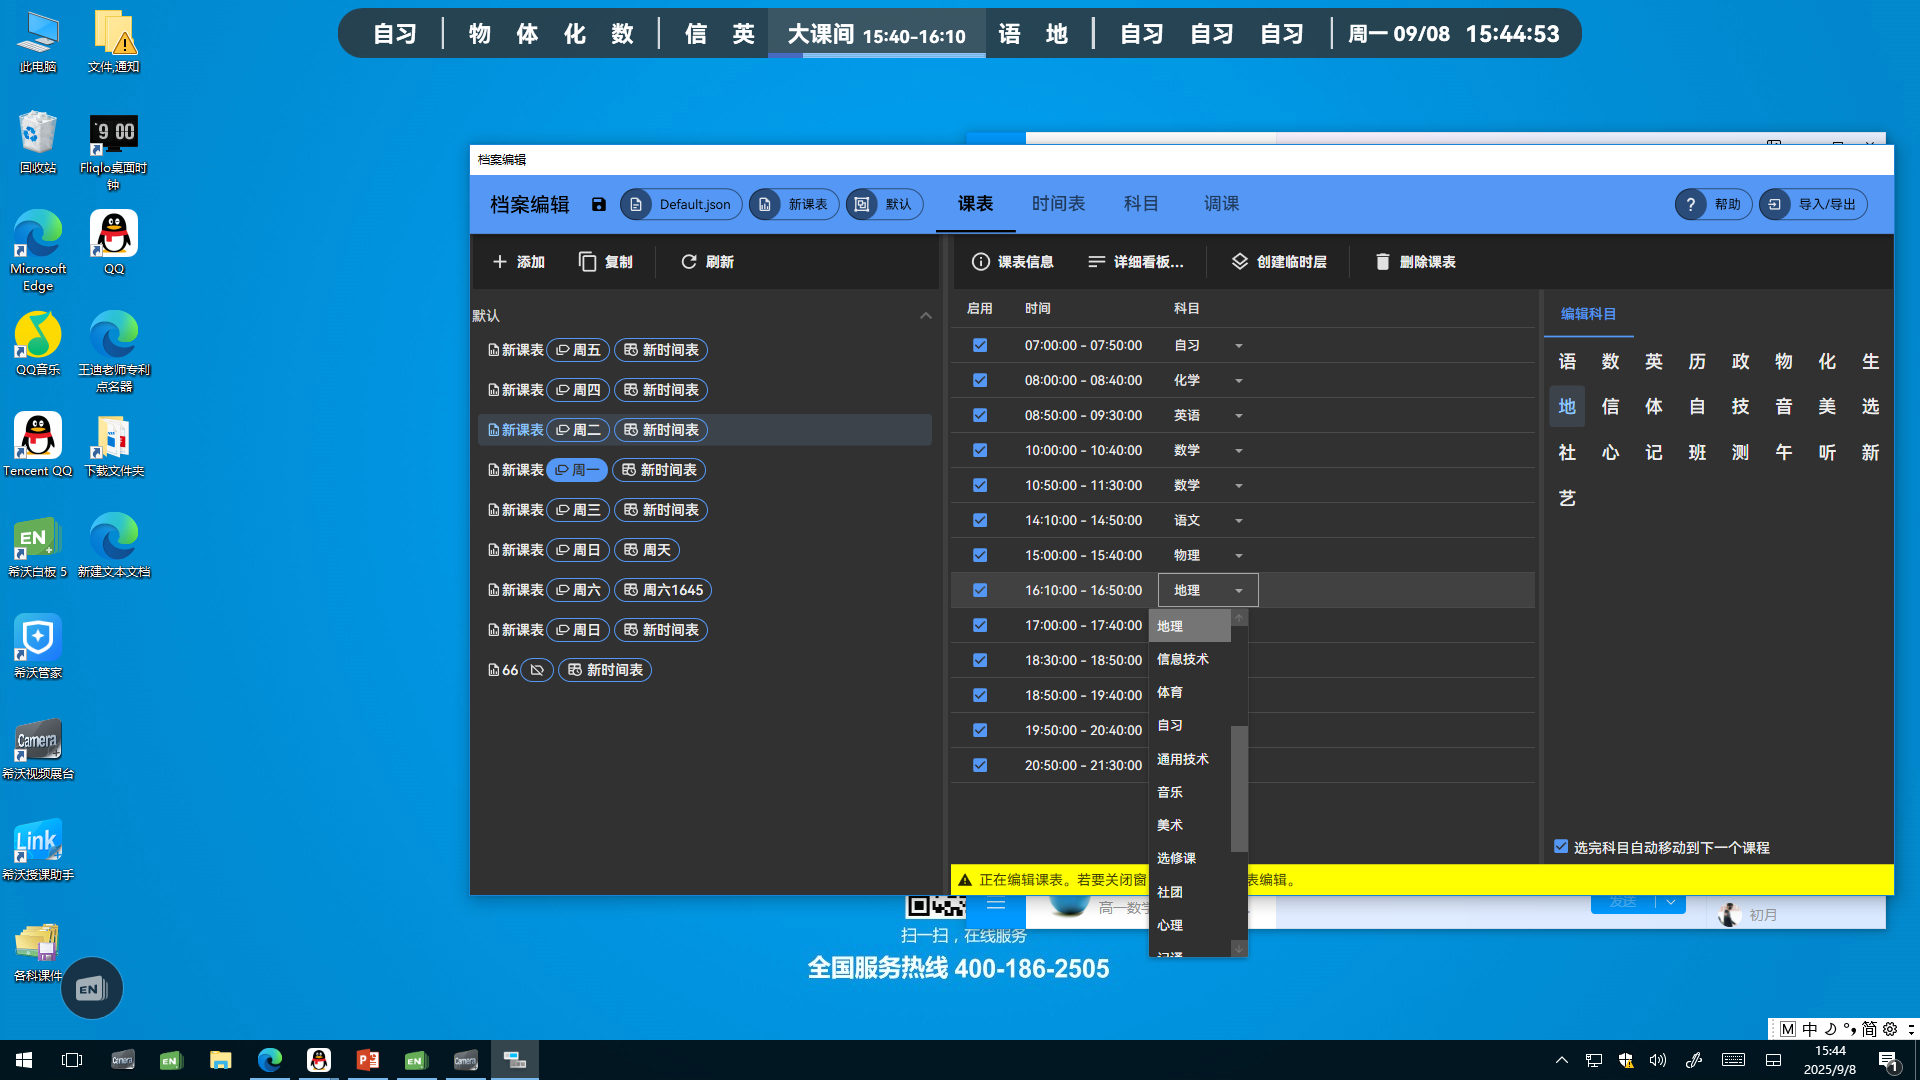 自习 | 物 体 化 数 | 信 英 大课间 15:40-16:10 语 地 | 自习 自习 自习 | 周一 09/08 15:44:53
此电脑
文件,通知
回收站
9 00
Fliqlo桌面时钟
Microsoft Edge
QQ
QQ音乐
王迪老师专利点名器
Tencent QQ
下载文件夹
EN
希沃白板 5
新建文本文档
希沃管家
Camera
希沃视频展台
Link
希沃授课助手
各科课件
EN
档案编辑
档案编辑 Default.json 新课表 默认 课表 时间表 科目 调课 ? 帮助 导入/导出
添加 复制 刷新
默认
新课表 周五 新时间表
新课表 周四 新时间表
新课表 周二 新时间表
新课表 周一 新时间表
新课表 周三 新时间表
新课表 周日 周天
新课表 周六 周六1645
新课表 周日 新时间表
66 新时间表
课表信息 详细看板... 创建临时层 删除课表
启用 时间 科目
07:00:00 - 07:50:00 自习
08:00:00 - 08:40:00 化学
08:50:00 - 09:30:00 英语
10:00:00 - 10:40:00 数学
10:50:00 - 11:30:00 数学
14:10:00 - 14:50:00 语文
15:00:00 - 15:40:00 物理
16:10:00 - 16:50:00 地理
17:00:00 - 17:40:00
18:30:00 - 18:50:00
18:50:00 - 19:40:00
19:50:00 - 20:40:00
20:50:00 - 21:30:00
地理
信息技术
体育
自习
通用技术
音乐
美术
选修课
社团
心理
编辑科目
语 数 英 历 政 物 化 生
地 信 体 自 技 音 美 选
社 心 记 班 测 午 听 新
艺
选完科目自动移动到下一个课程
正在编辑课表。若要关闭窗 表编辑。
高一数学
发送
初月
扫一扫，在线服务
全国服务热线 400-186-2505
M 中 简
Camera EN EN Camera
15:44
2025/9/8
1